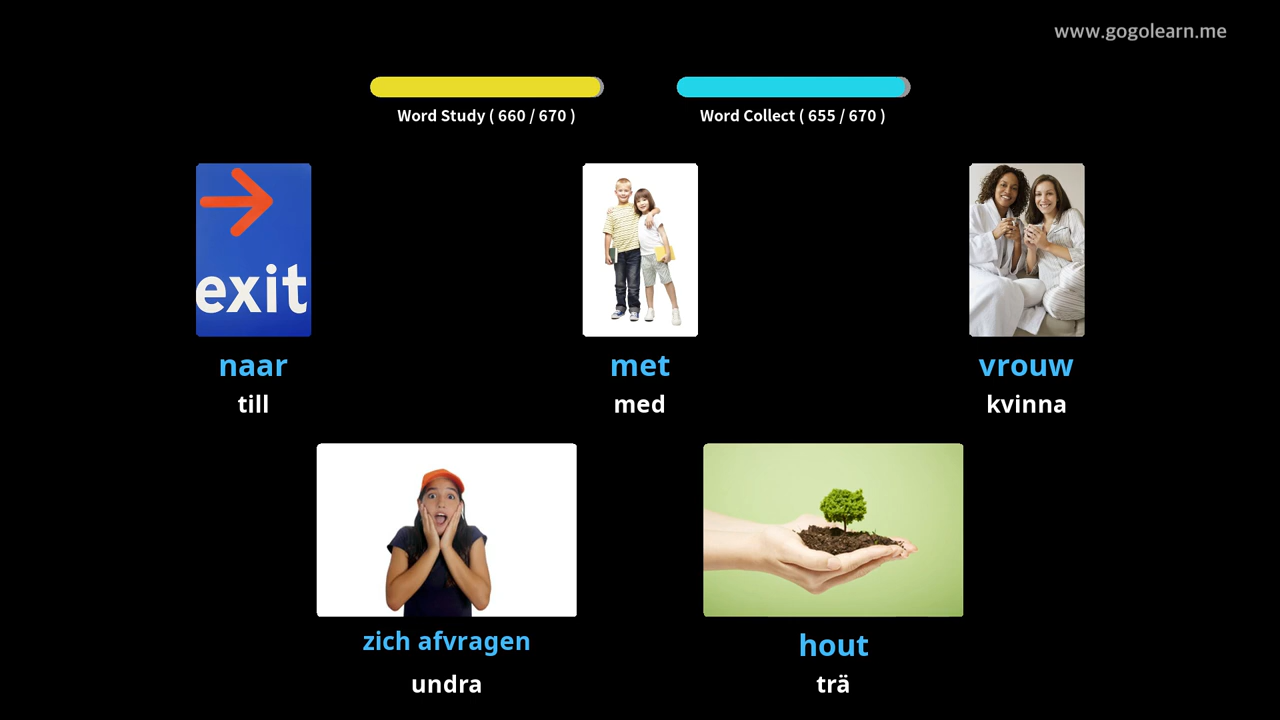 www.gogolearn.me
Word Study ( 660 / 670 )
Word Collect ( 655 / 670 )
exit
naar
till
met
med
vrouw
kvinna
zich afvragen
undra
hout
trä